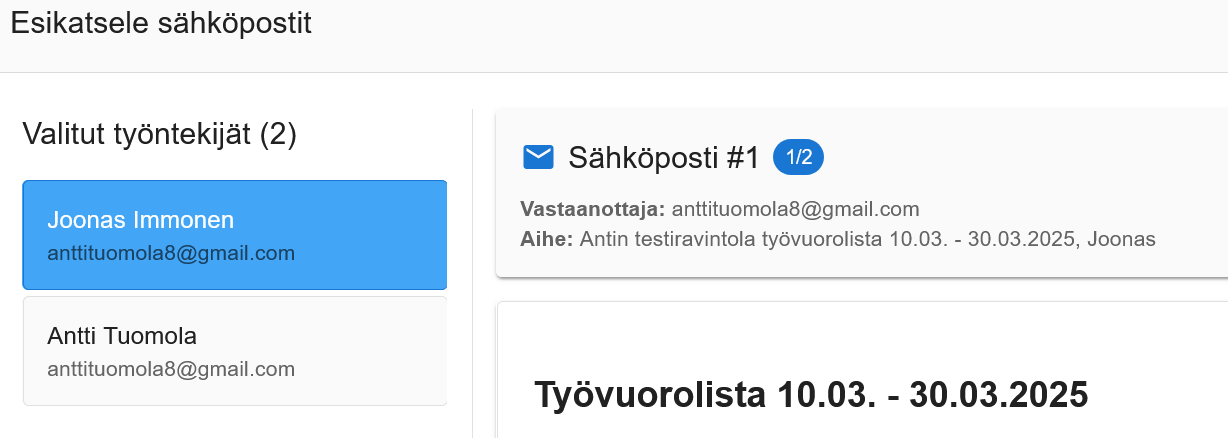 Esikatsele sähköpostit
Valitut työntekijät (2)
Joonas Immonen
anttituomola8@gmail.com
Antti Tuomola
anttituomola8@gmail.com
Sähköposti #1 1/2
Vastaanottaja: anttituomola8@gmail.com
Aihe: Antin testiravintola työvuorolista 10.03. - 30.03.2025, Joonas
Työvuorolista 10.03. - 30.03.2025